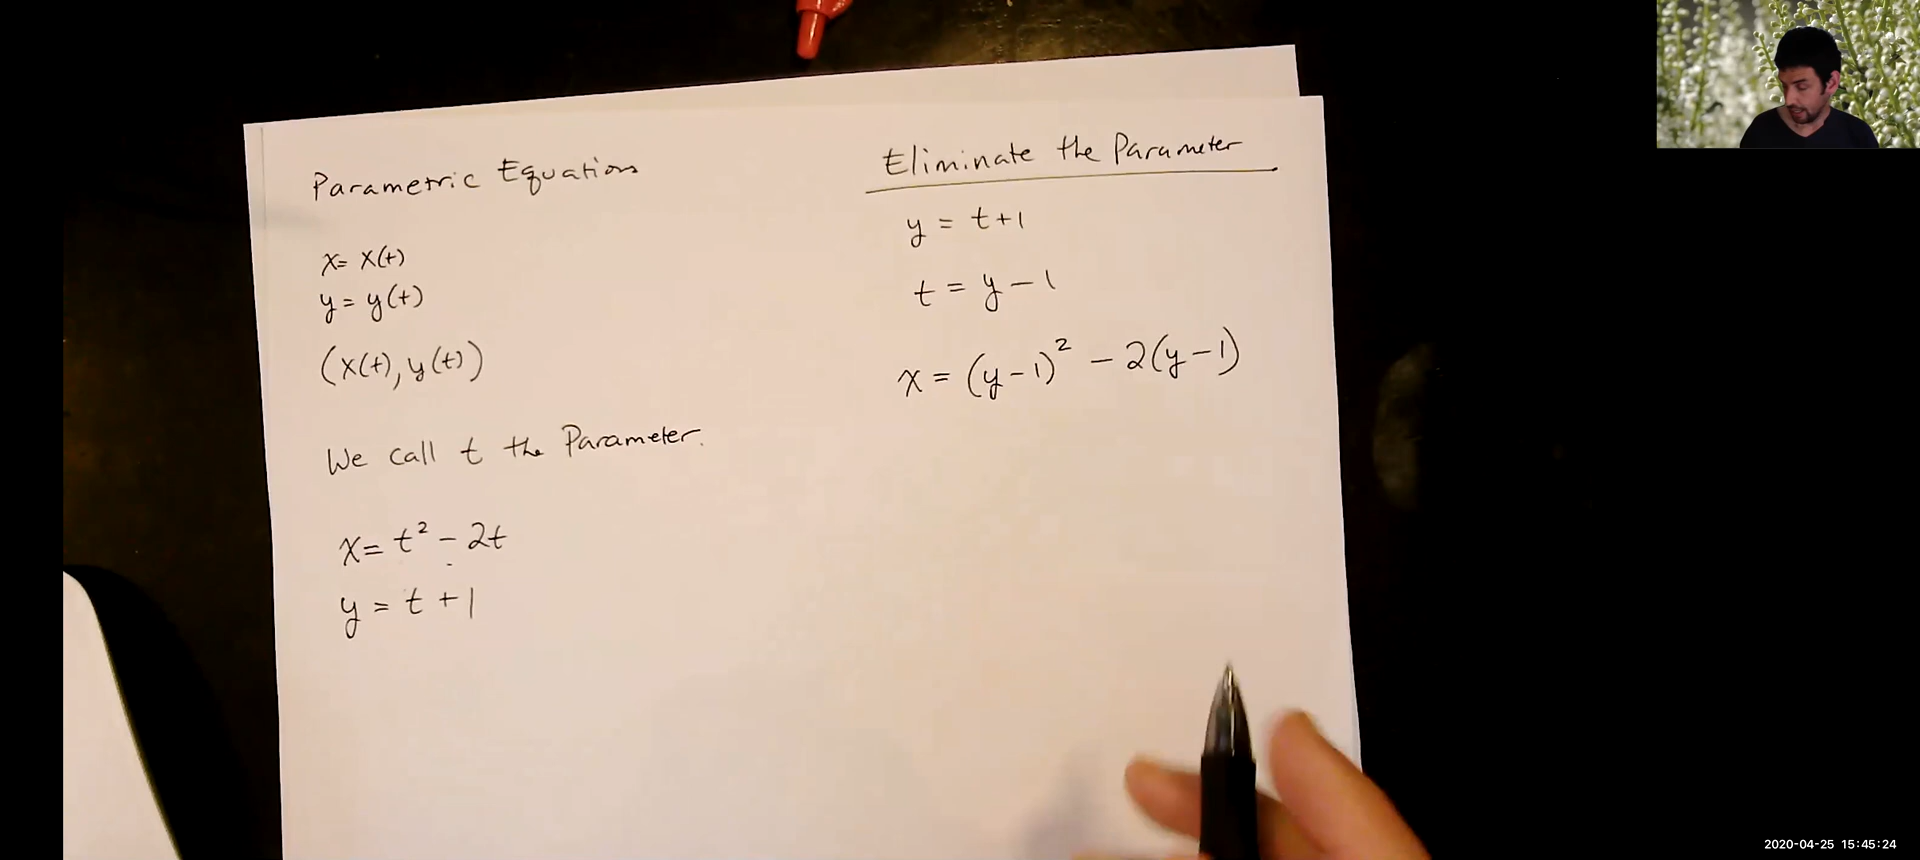 Parametric Equations
x = x(t)
y = y(t)
(x(t), y(t))
We call t the Parameter.
x = t² - 2t
y = t + 1
Eliminate the Parameter
y = t+1
t = y - 1
x = (y-1)² - 2(y-1)
2020-04-25 15:45:24